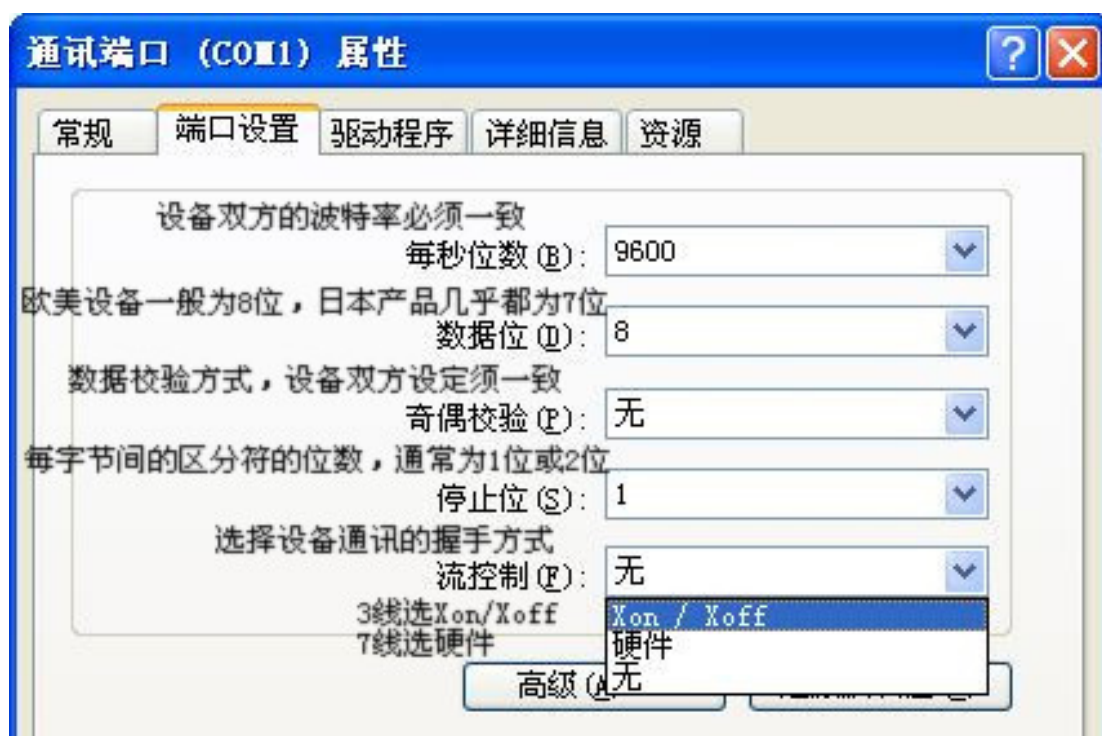 通讯端口 (COM1) 属性
常规 端口设置 驱动程序 详细信息 资源
设备双方的波特率必须一致
每秒位数(B): 9600
欧美设备一般为8位，日本产品几乎都为7位
数据位(D): 8
数据校验方式，设备双方设定须一致
奇偶校验(P): 无
每字节间的区分符的位数，通常为1位或2位
停止位(S): 1
选择设备通讯的握手方式
流控制(F): 无
3线选Xon/Xoff Xon / Xoff
7线选硬件 硬件
无
高级(A